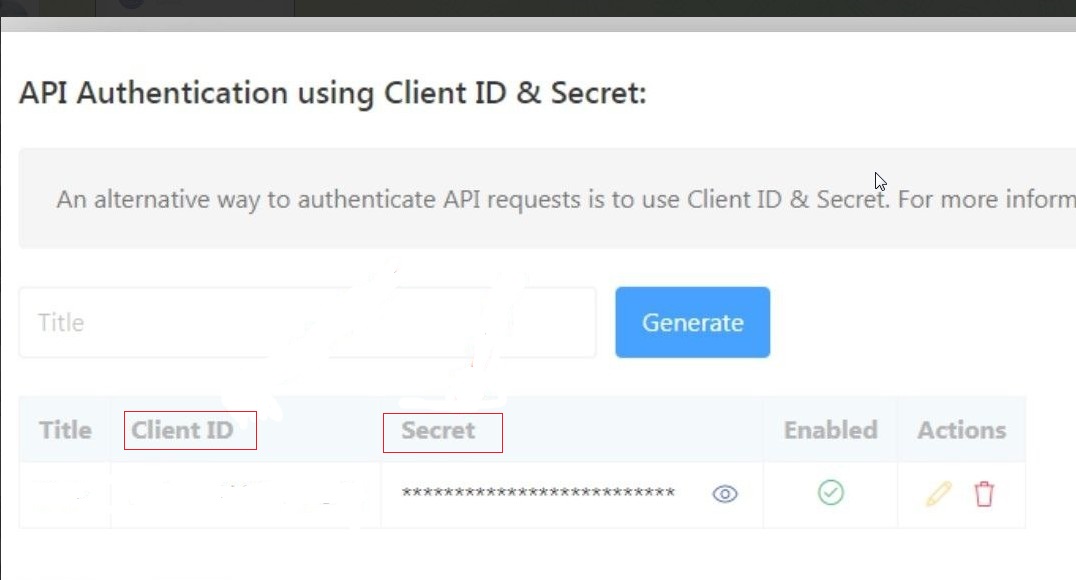 API Authentication using Client ID & Secret:
An alternative way to authenticate API requests is to use Client ID & Secret. For more inform
Title
Generate
Title Client ID Secret Enabled Actions
**************************